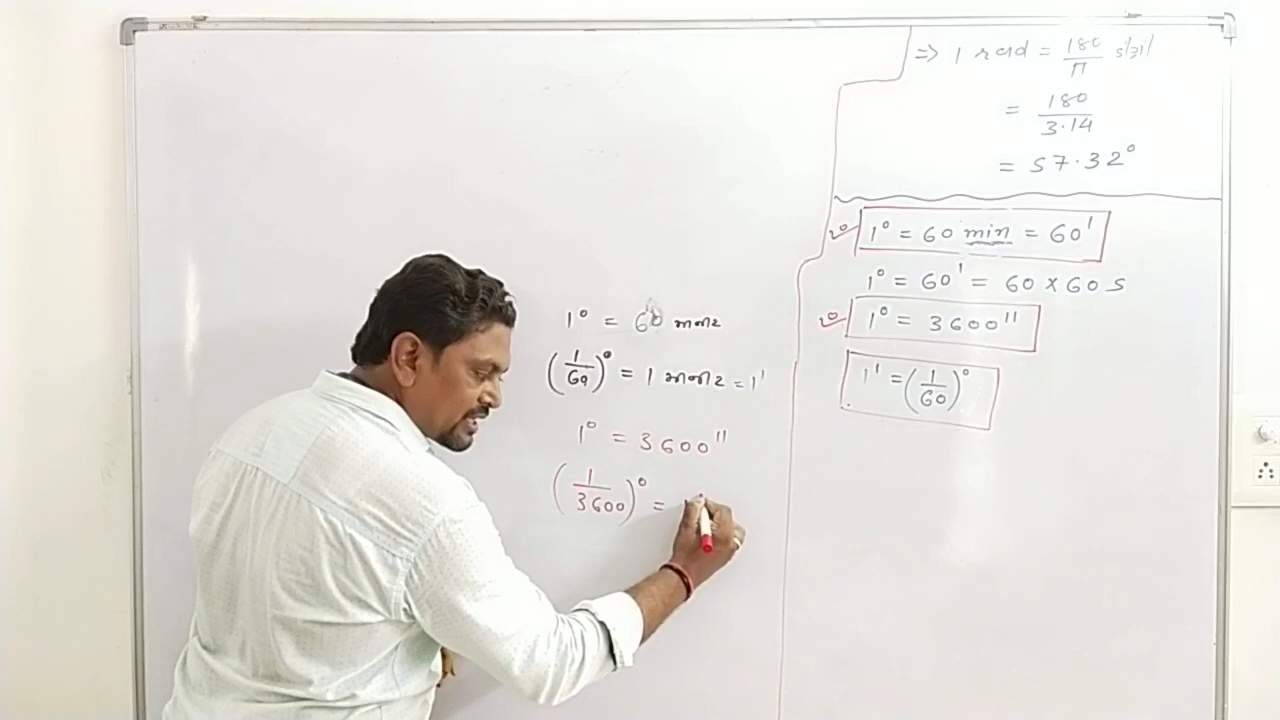 1° = 60 મિનીટ
(1/60)° = 1 મિનીટ = 1'
1° = 3600"
(1/3600)° =
⇒ 1 rad = 180/π ડીગ્રી
= 180/3.14
= 57.32°
1° = 60 min = 60'
1° = 60' = 60 × 60 s
1° = 3600"
1' = (1/60)°